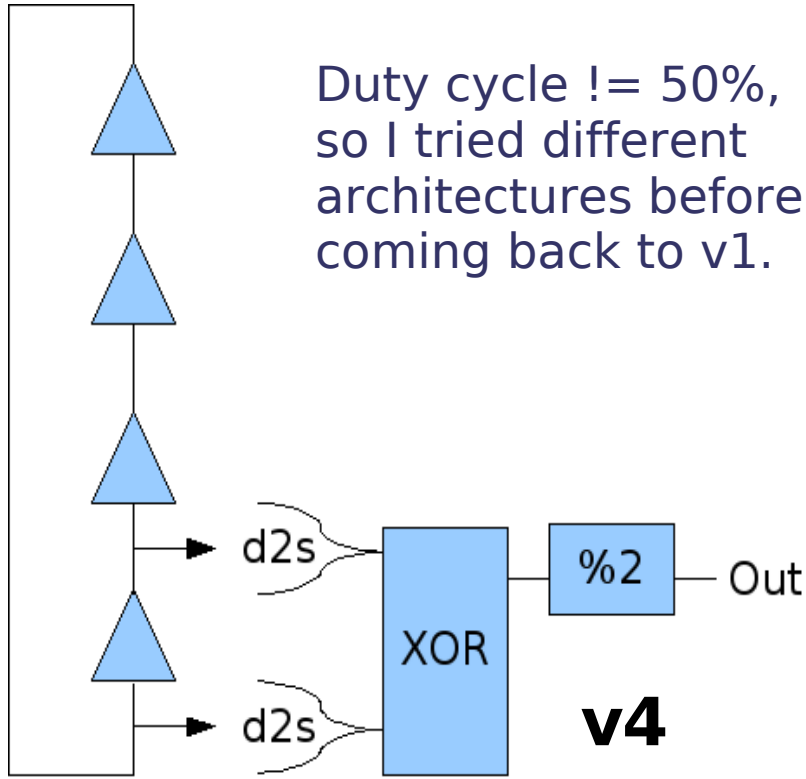 Duty cycle != 50%,
so I tried different
architectures before
coming back to v1.
d2s
%2
Out
XOR
d2s
v4